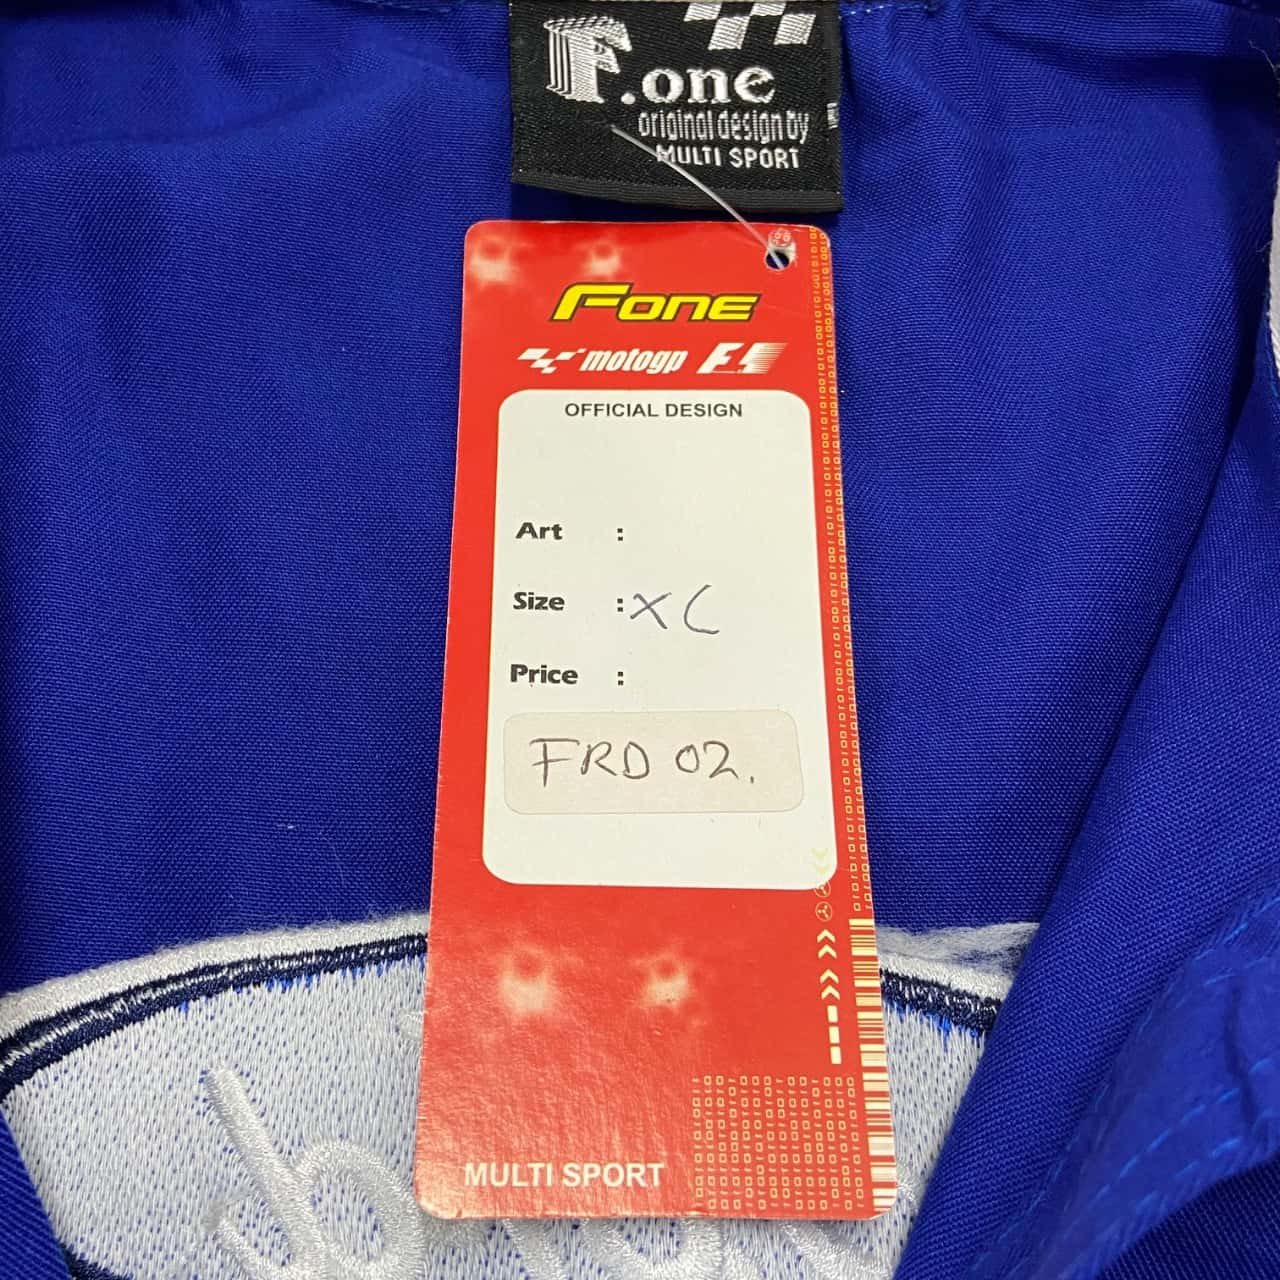 F.one
original design by
MULTI SPORT
Fone
motogp F1
OFFICIAL DESIGN
Art :
Size : XL
Price :
FRD 02.
MULTI SPORT